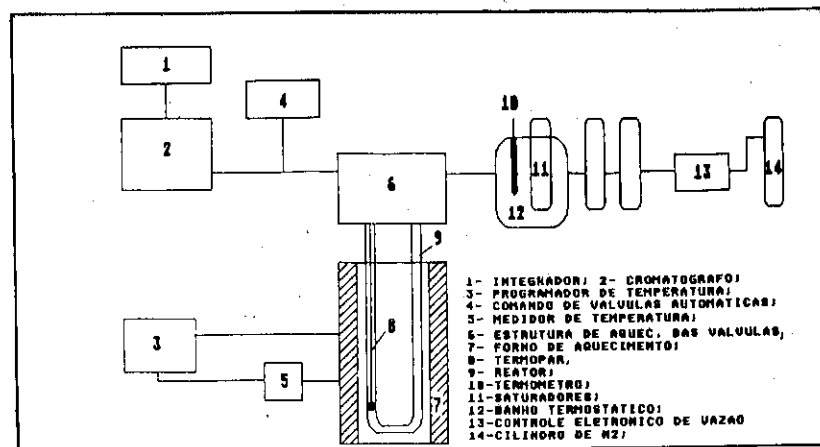 1
2
4
10
6
11
12
13
14
9
8
3
5
7
1- INTEGRADOR; 2- CROMATOGRAFO;
3- PROGRAMADOR DE TEMPERATURA;
4- COMANDO DE VALVULAS AUTOMATICAS;
5- MEDIDOR DE TEMPERATURA;
6- ESTRUTURA DE AQUEC. DAS VALVULAS,
7- FORNO DE AQUECIMENTO;
8- TERMOPAR,
9- REATOR;
10-TERMOMETRO;
11-SATURADORES;
12-BANHO TERMOSTATICO;
13-CONTROLE ELETRONICO DE VAZAO
14-CILINDRO DE N2;